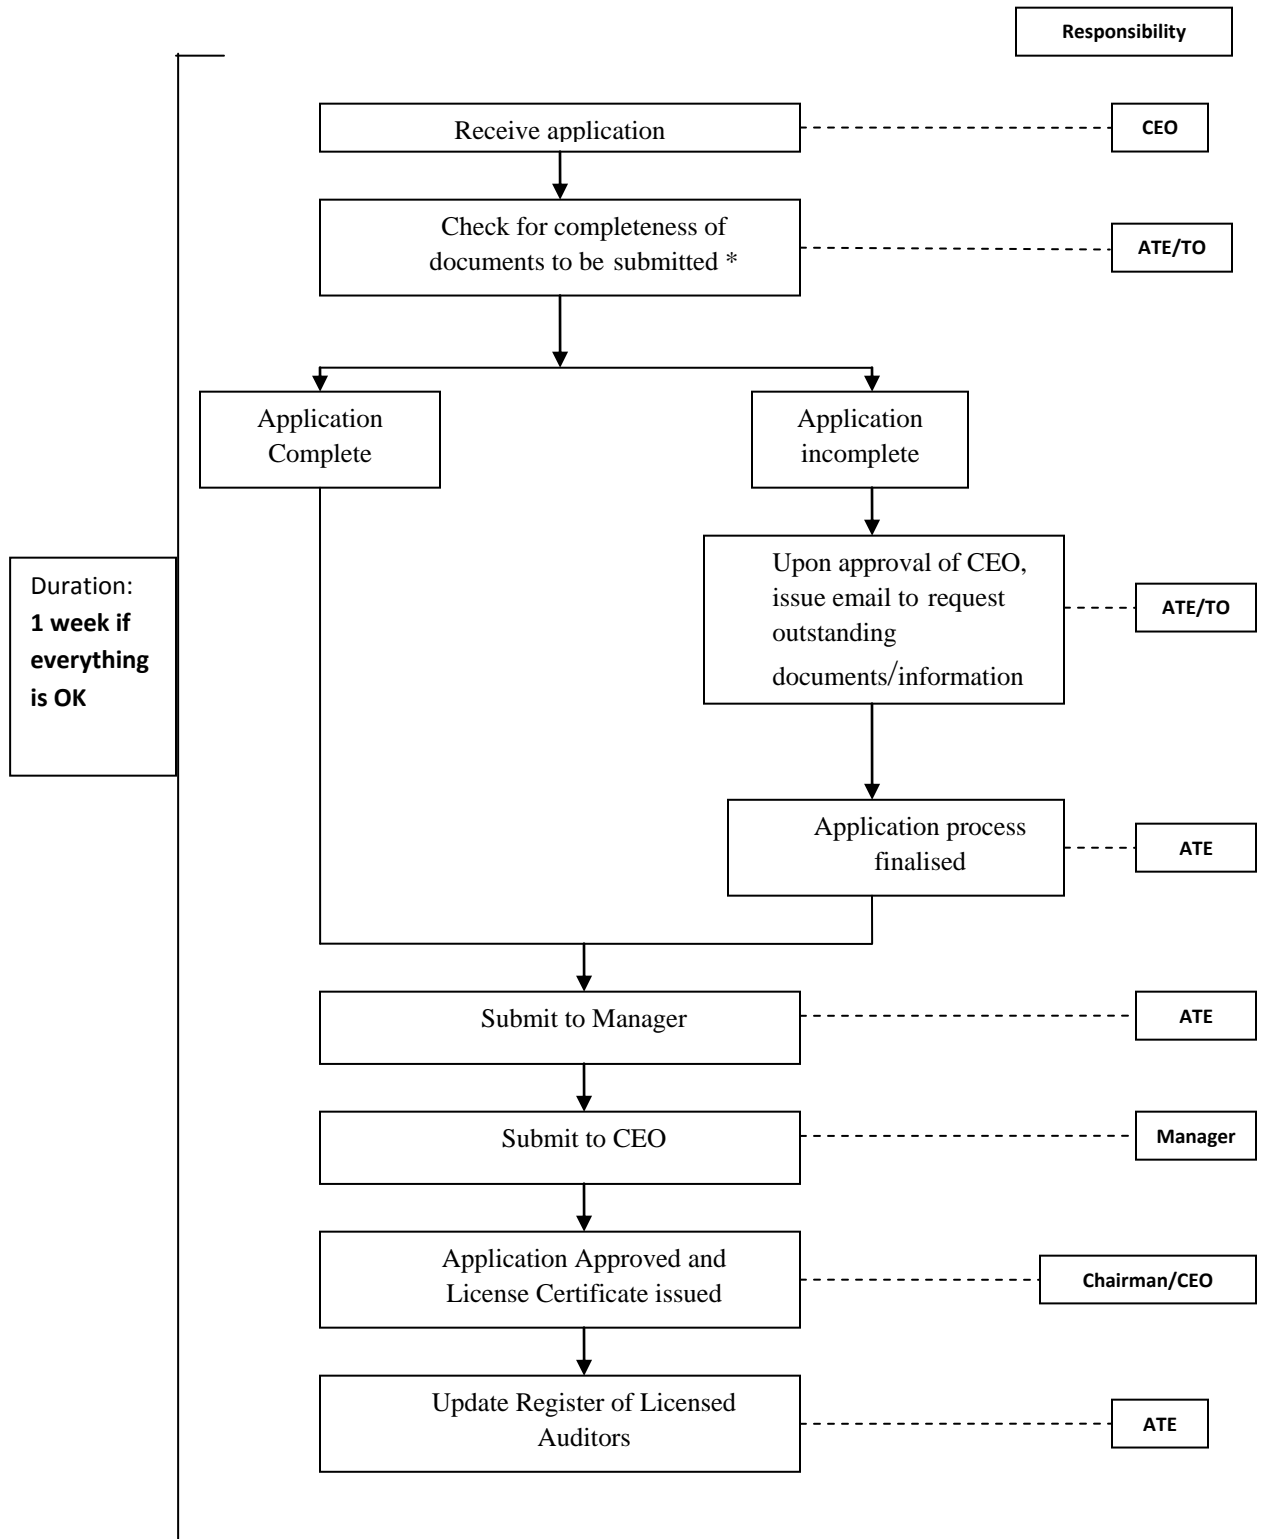 Responsibility
Receive application
CEO
Check for completeness of
documents to be submitted *
ATE/TO
Application
Complete
Application
incomplete
Upon approval of CEO,
issue email to request
outstanding
documents/information
ATE/TO
Duration:
1 week if
everything
is OK
Application process
finalised
ATE
Submit to Manager
ATE
Submit to CEO
Manager
Application Approved and
License Certificate issued
Chairman/CEO
Update Register of Licensed
Auditors
ATE